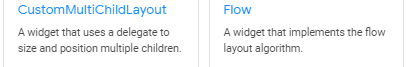 CustomMultiChildLayout
A widget that uses a delegate to
size and position multiple children.
Flow
A widget that implements the flow
layout algorithm.